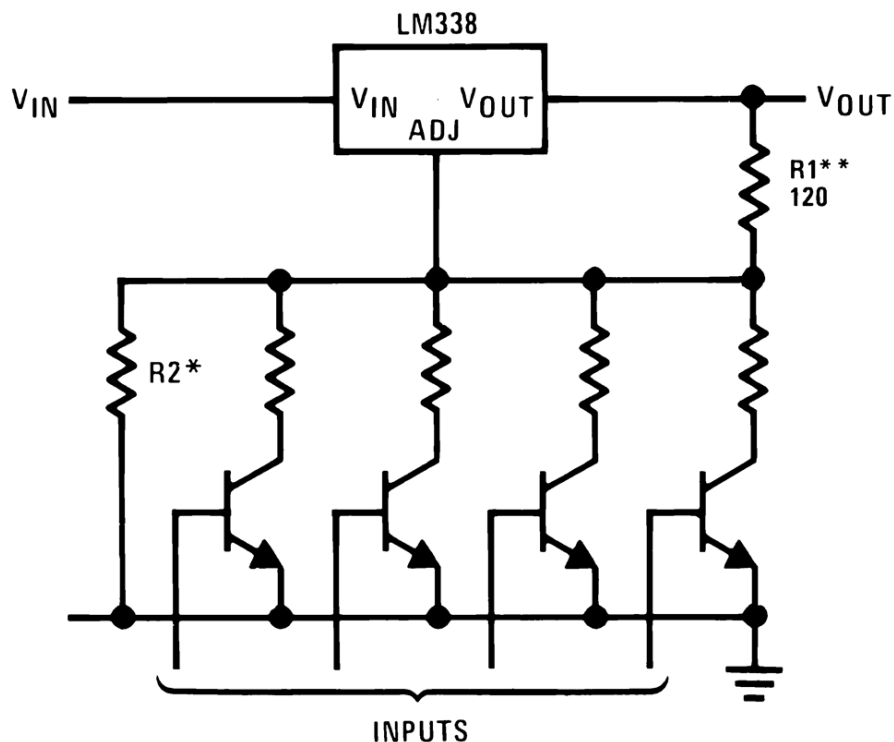 LM338
VIN
VIN VOUT
ADJ
VOUT
R1**
120
R2*
INPUTS